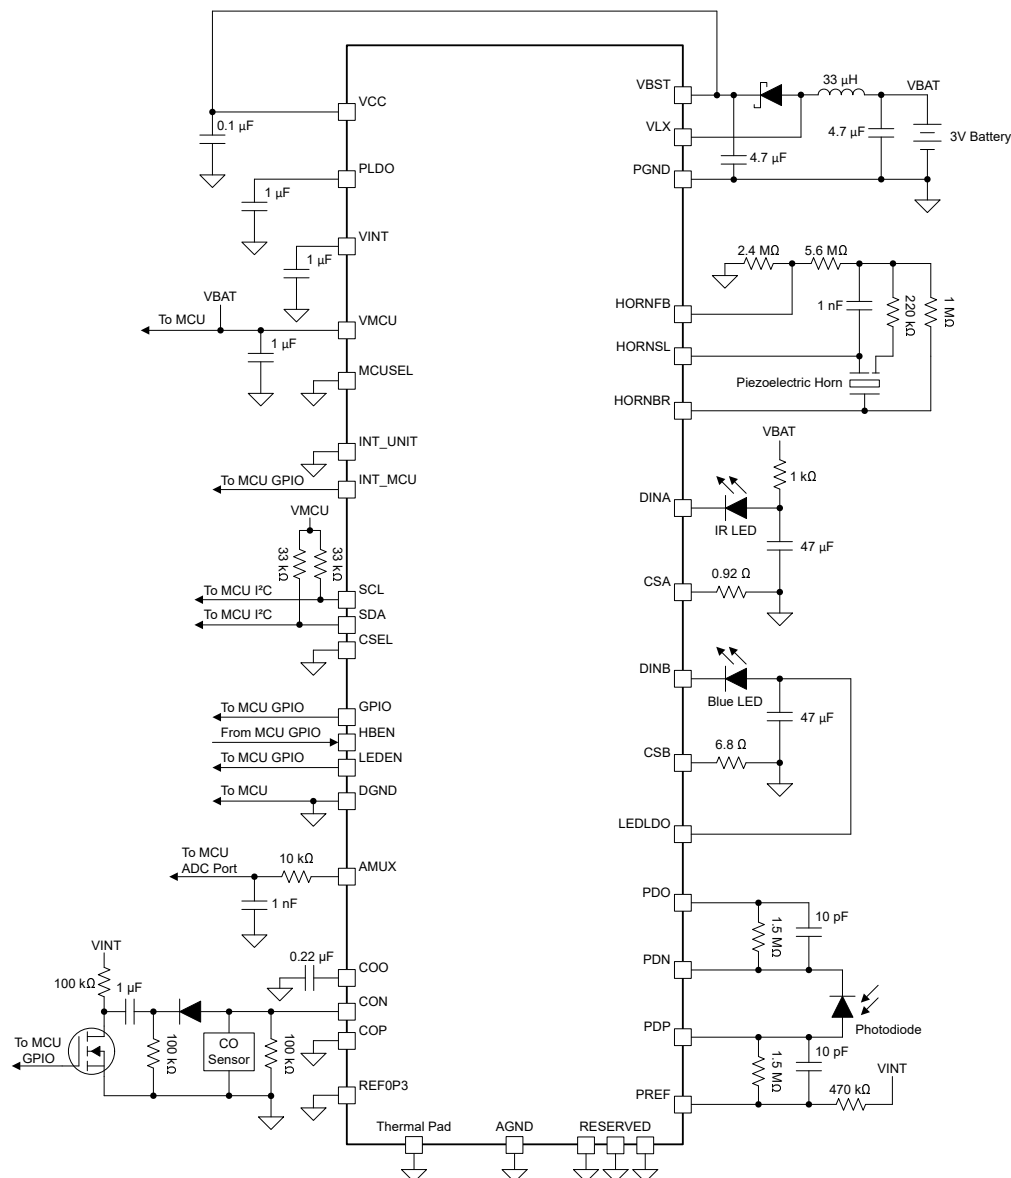 VCC
0.1 µF
PLDO
1 µF
VINT
1 µF
VBAT
To MCU
VMCU
1 µF
MCUSEL
INT_UNIT
To MCU GPIO
INT_MCU
VMCU
33 kΩ
33 kΩ
To MCU I²C
SCL
To MCU I²C
SDA
CSEL
To MCU GPIO
GPIO
From MCU GPIO
HBEN
To MCU GPIO
LEDEN
To MCU
DGND
To MCU
ADC Port
10 kΩ
AMUX
1 nF
0.22 µF
COO
VINT
100 kΩ
1 µF
CON
To MCU
GPIO
100 kΩ
CO
Sensor
100 kΩ
COP
REF0P3
Thermal Pad
AGND
RESERVED
VBST
33 µH
VBAT
VLX
4.7 µF
4.7 µF
3V Battery
PGND
2.4 MΩ
5.6 MΩ
HORNFB
1 nF
220 kΩ
1 MΩ
HORNSL
Piezoelectric Horn
HORNBR
VBAT
1 kΩ
DINA
IR LED
47 µF
CSA
0.92 Ω
DINB
Blue LED
47 µF
CSB
6.8 Ω
LEDLDO
PDO
1.5 MΩ
10 pF
PDN
Photodiode
PDP
1.5 MΩ
10 pF
VINT
PREF
470 kΩ